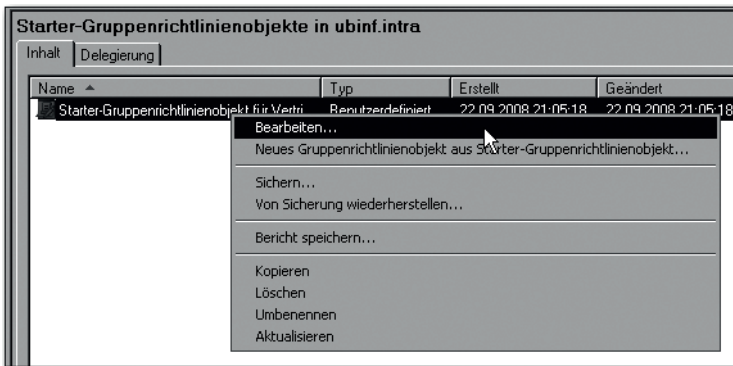 Starter-Gruppenrichtlinienobjekte in ubinf.intra
Inhalt Delegierung
Name Typ Erstellt Geändert
Starter-Gruppenrichtlinienobjekt für Vertri... Benutzerdefiniert 22.09.2008 21:05:18 22.09.2008 21:05:18
Bearbeiten...
Neues Gruppenrichtlinienobjekt aus Starter-Gruppenrichtlinienobjekt...
Sichern...
Von Sicherung wiederherstellen...
Bericht speichern...
Kopieren
Löschen
Umbenennen
Aktualisieren